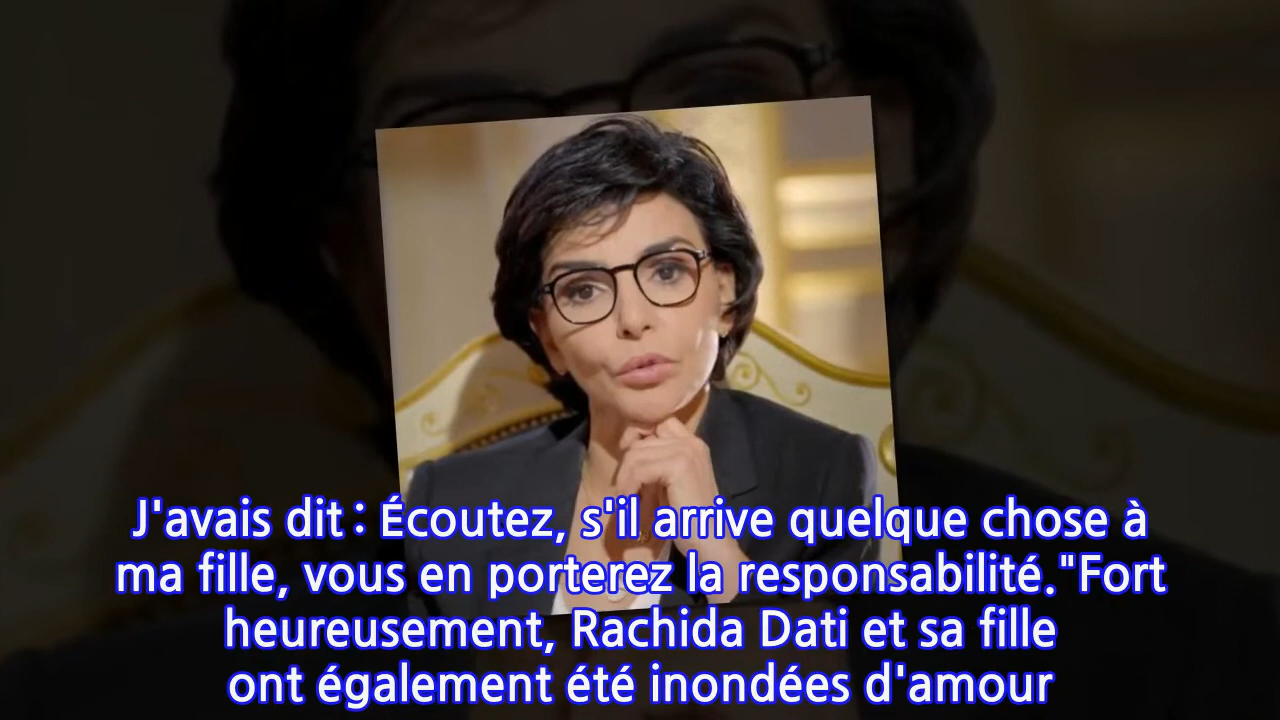 J'avais dit : Écoutez, s'il arrive quelque chose à
ma fille, vous en porterez la responsabilité."Fort
heureusement, Rachida Dati et sa fille
ont également été inondées d'amour